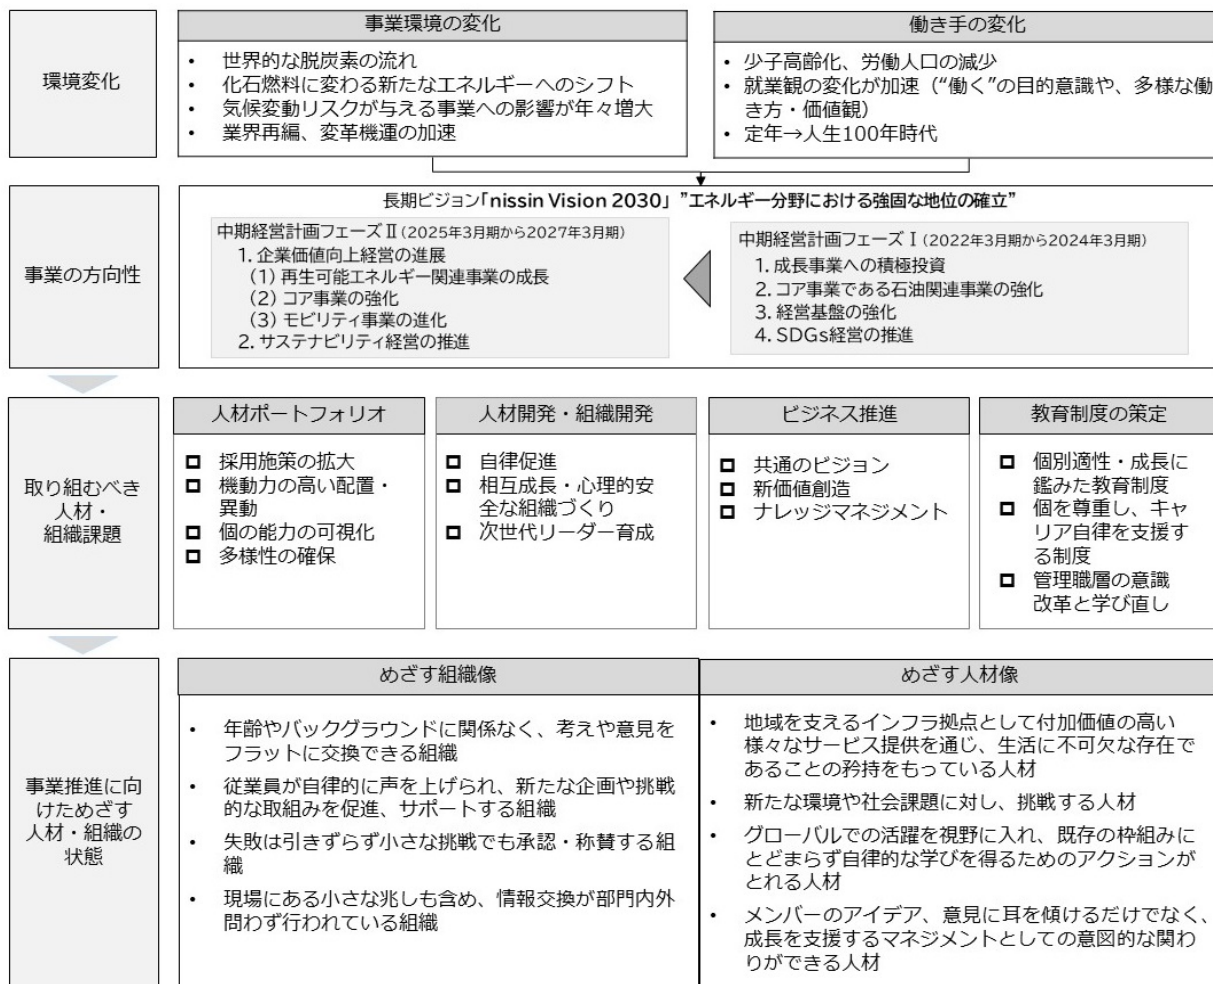 環境変化
事業環境の変化
• 世界的な脱炭素の流れ
• 化石燃料に変わる新たなエネルギーへのシフト
• 気候変動リスクが与える事業への影響が年々増大
• 業界再編、変革機運の加速
働き手の変化
• 少子高齢化、労働人口の減少
• 就業観の変化が加速（“働く”の目的意識や、多様な働
き方・価値観）
• 定年→人生100年時代
事業の方向性
長期ビジョン「nissin Vision 2030」 ”エネルギー分野における強固な地位の確立”
中期経営計画フェーズⅡ（2025年3月期から2027年3月期）
1. 企業価値向上経営の進展
(1) 再生可能エネルギー関連事業の成長
(2) コア事業の強化
(3) モビリティ事業の進化
2. サステナビリティ経営の推進
中期経営計画フェーズⅠ（2022年3月期から2024年3月期）
1. 成長事業への積極投資
2. コア事業である石油関連事業の強化
3. 経営基盤の強化
4. SDGs経営の推進
取り組むべき
人材・
組織課題
人材ポートフォリオ
採用施策の拡大
機動力の高い配置・
異動
個の能力の可視化
多様性の確保
人材開発・組織開発
自律促進
相互成長・心理的安
全な組織づくり
次世代リーダー育成
ビジネス推進
共通のビジョン
新価値創造
ナレッジマネジメント
教育制度の策定
個別適性・成長に
鑑みた教育制度
個を尊重し、キャ
リア自律を支援す
る制度
管理職層の意識
改革と学び直し
事業推進に向
けためざす
人材・組織の
状態
めざす組織像
• 年齢やバックグラウンドに関係なく、考えや意見を
フラットに交換できる組織
• 従業員が自律的に声を上げられ、新たな企画や挑戦
的な取組みを促進、サポートする組織
• 失敗は引きずらず小さな挑戦でも承認・称賛する組
織
• 現場にある小さな兆しも含め、情報交換が部門内外
問わず行われている組織
めざす人材像
• 地域を支えるインフラ拠点として付加価値の高い
様々なサービス提供を通じ、生活に不可欠な存在で
あることの矜持をもっている人材
• 新たな環境や社会課題に対し、挑戦する人材
• グローバルでの活躍を視野に入れ、既存の枠組みに
とどまらず自律的な学びを得るためのアクションが
とれる人材
• メンバーのアイデア、意見に耳を傾けるだけでなく、
成長を支援するマネジメントとしての意図的な関わ
りができる人材